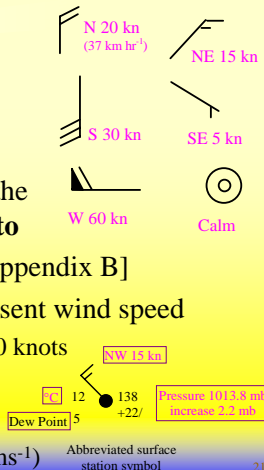 N 20 kn
(37 km hr⁻¹)
NE 15 kn
S 30 kn
SE 5 kn
the
to
W 60 kn
Calm
ppendix B]
sent wind speed
0 knots
NW 15 kn
°C 12 138
Pressure 1013.8 mb
+22/
increase 2.2 mb
Dew Point 5
ms⁻¹)
Abbreviated surface
station symbol